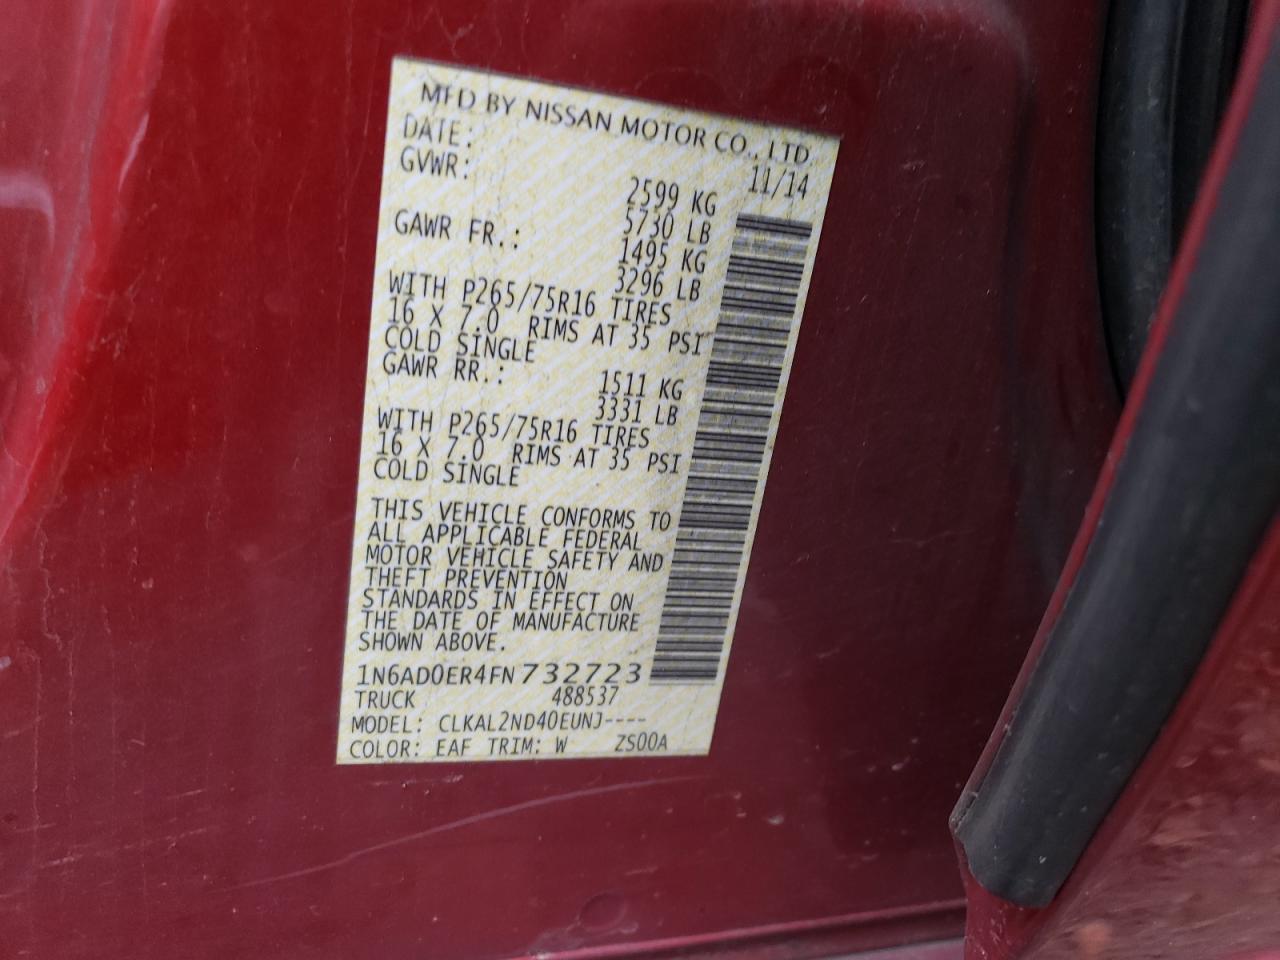 MFD BY NISSAN MOTOR CO., LTD.
DATE: 11/14
GVWR: 2599 KG
5730 LB
GAWR FR.: 1495 KG
3296 LB
WITH P265/75R16 TIRES
16 X 7.0 RIMS AT 35 PSI
COLD SINGLE
GAWR RR.: 1511 KG
3331 LB
WITH P265/75R16 TIRES
16 X 7.0 RIMS AT 35 PSI
COLD SINGLE
THIS VEHICLE CONFORMS TO
ALL APPLICABLE FEDERAL
MOTOR VEHICLE SAFETY AND
THEFT PREVENTION
STANDARDS IN EFFECT ON
THE DATE OF MANUFACTURE
SHOWN ABOVE.
1N6AD0ER4FN732723
TRUCK 488537
MODEL: CLKAL2ND40EUNJ----
COLOR: EAF TRIM: W ZS00A